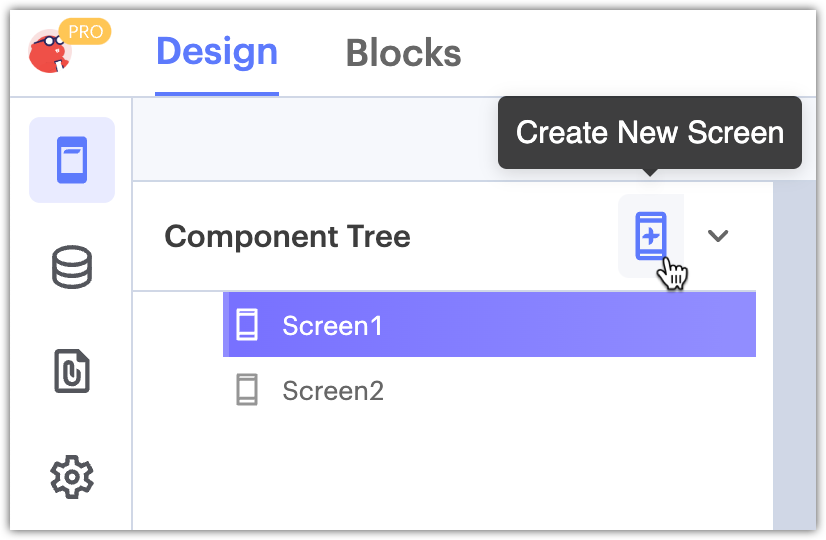 PRO
Design
Blocks
Create New Screen
Component Tree
Screen1
Screen2